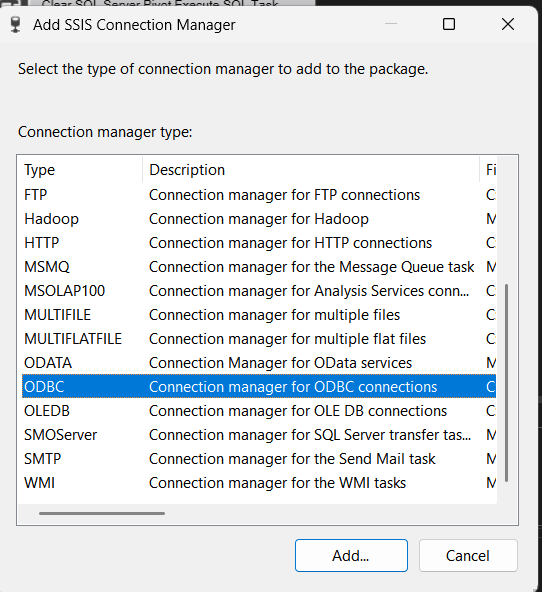 Clear SQL Server Pivot Execute SQL Task
Add SSIS Connection Manager
Select the type of connection manager to add to the package.
Connection manager type:
Type Description Fi
FTP Connection manager for FTP connections C
Hadoop Connection manager for Hadoop M
HTTP Connection manager for HTTP connections C
MSMQ Connection manager for the Message Queue task M
MSOLAP100 Connection manager for Analysis Services conn... C
MULTIFILE Connection manager for multiple files C
MULTIFLATFILE Connection manager for multiple flat files C
ODATA Connection Manager for OData services M
ODBC Connection manager for ODBC connections C
OLEDB Connection manager for OLE DB connections C
SMOServer Connection manager for SQL Server transfer tas... M
SMTP Connection manager for the Send Mail task M
WMI Connection manager for the WMI tasks M
Add... Cancel